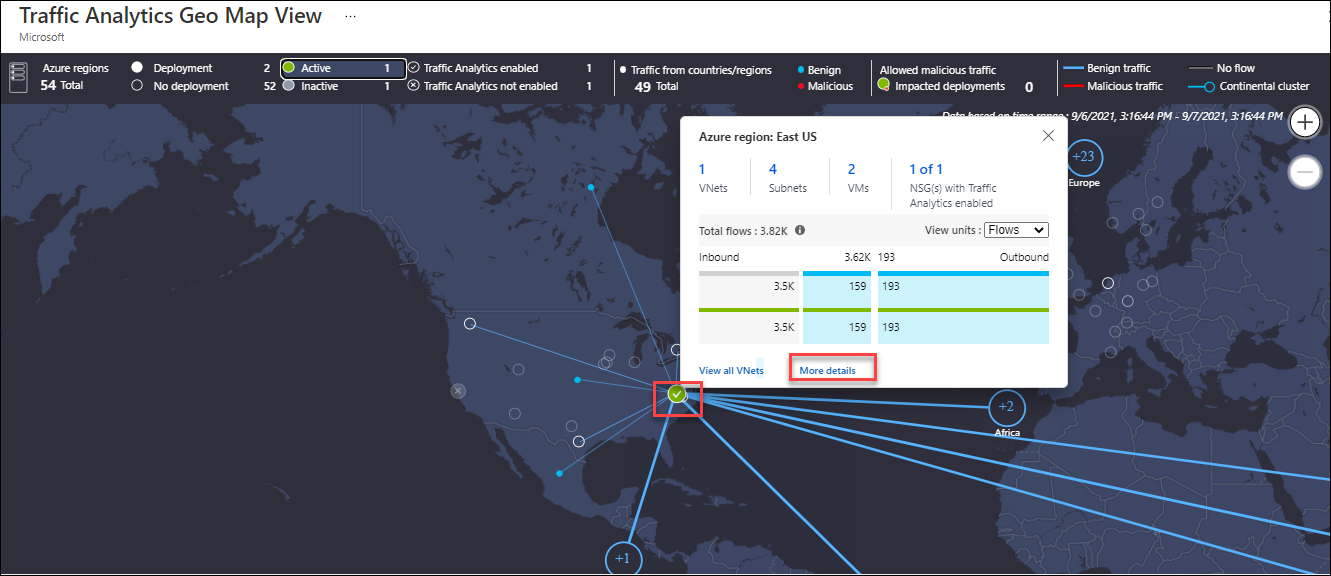 Traffic Analytics Geo Map View ...
Microsoft
Azure regions
54 Total
Deployment 2
No deployment 52
Active 1
Inactive 1
Traffic Analytics enabled 1
Traffic Analytics not enabled 1
Traffic from countries/regions
49 Total
Benign
Malicious
Allowed malicious traffic
Impacted deployments 0
Benign traffic
Malicious traffic
No flow
Continental cluster
Data based on time range : 9/6/2021, 3:16:44 PM - 9/7/2021, 3:16:44 PM
Azure region: East US
1
VNets
4
Subnets
2
VMs
1 of 1
NSG(s) with Traffic
Analytics enabled
Total flows : 3.82K
View units : Flows
Inbound 3.62K 193 Outbound
3.5K 159 193
3.5K 159 193
View all VNets
More details
+23
Europe
+2
Africa
+1